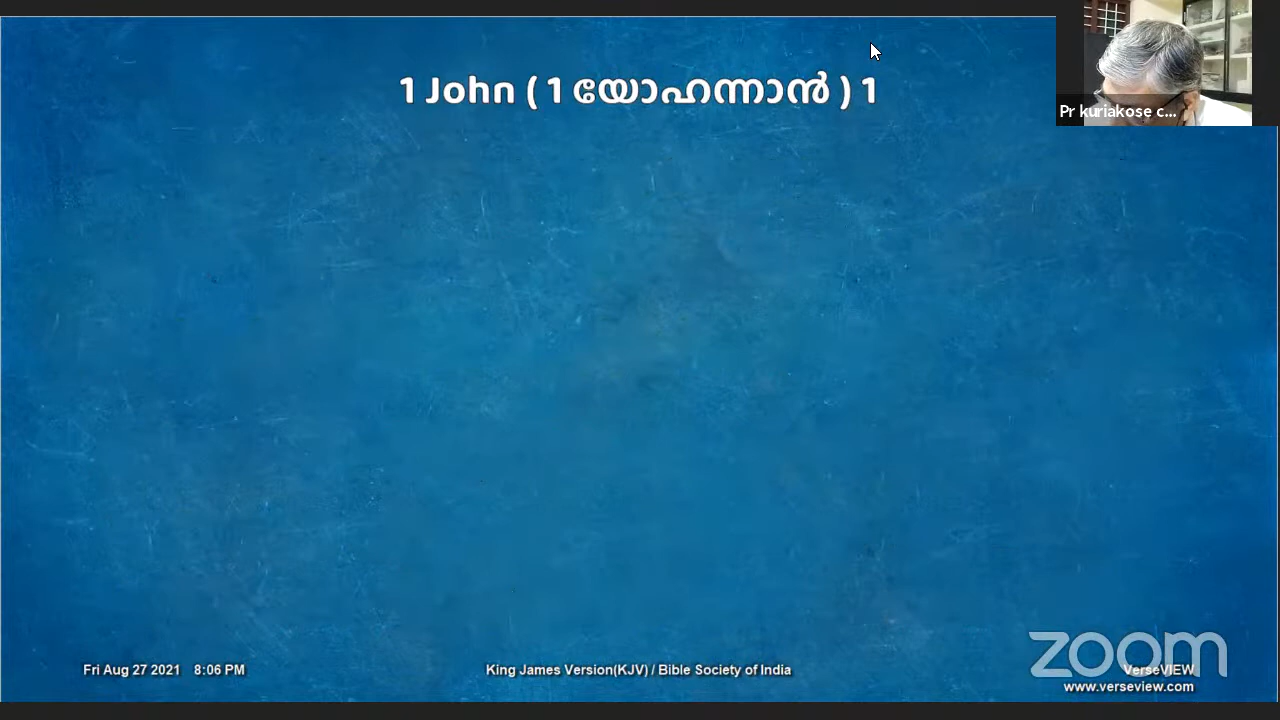 1 John ( 1 യോഹന്നാൻ ) 1
Pr kuriakose c...
Fri Aug 27 2021 8:06 PM
King James Version(KJV) / Bible Society of India
zoom
VerseVIEW
www.verseview.com